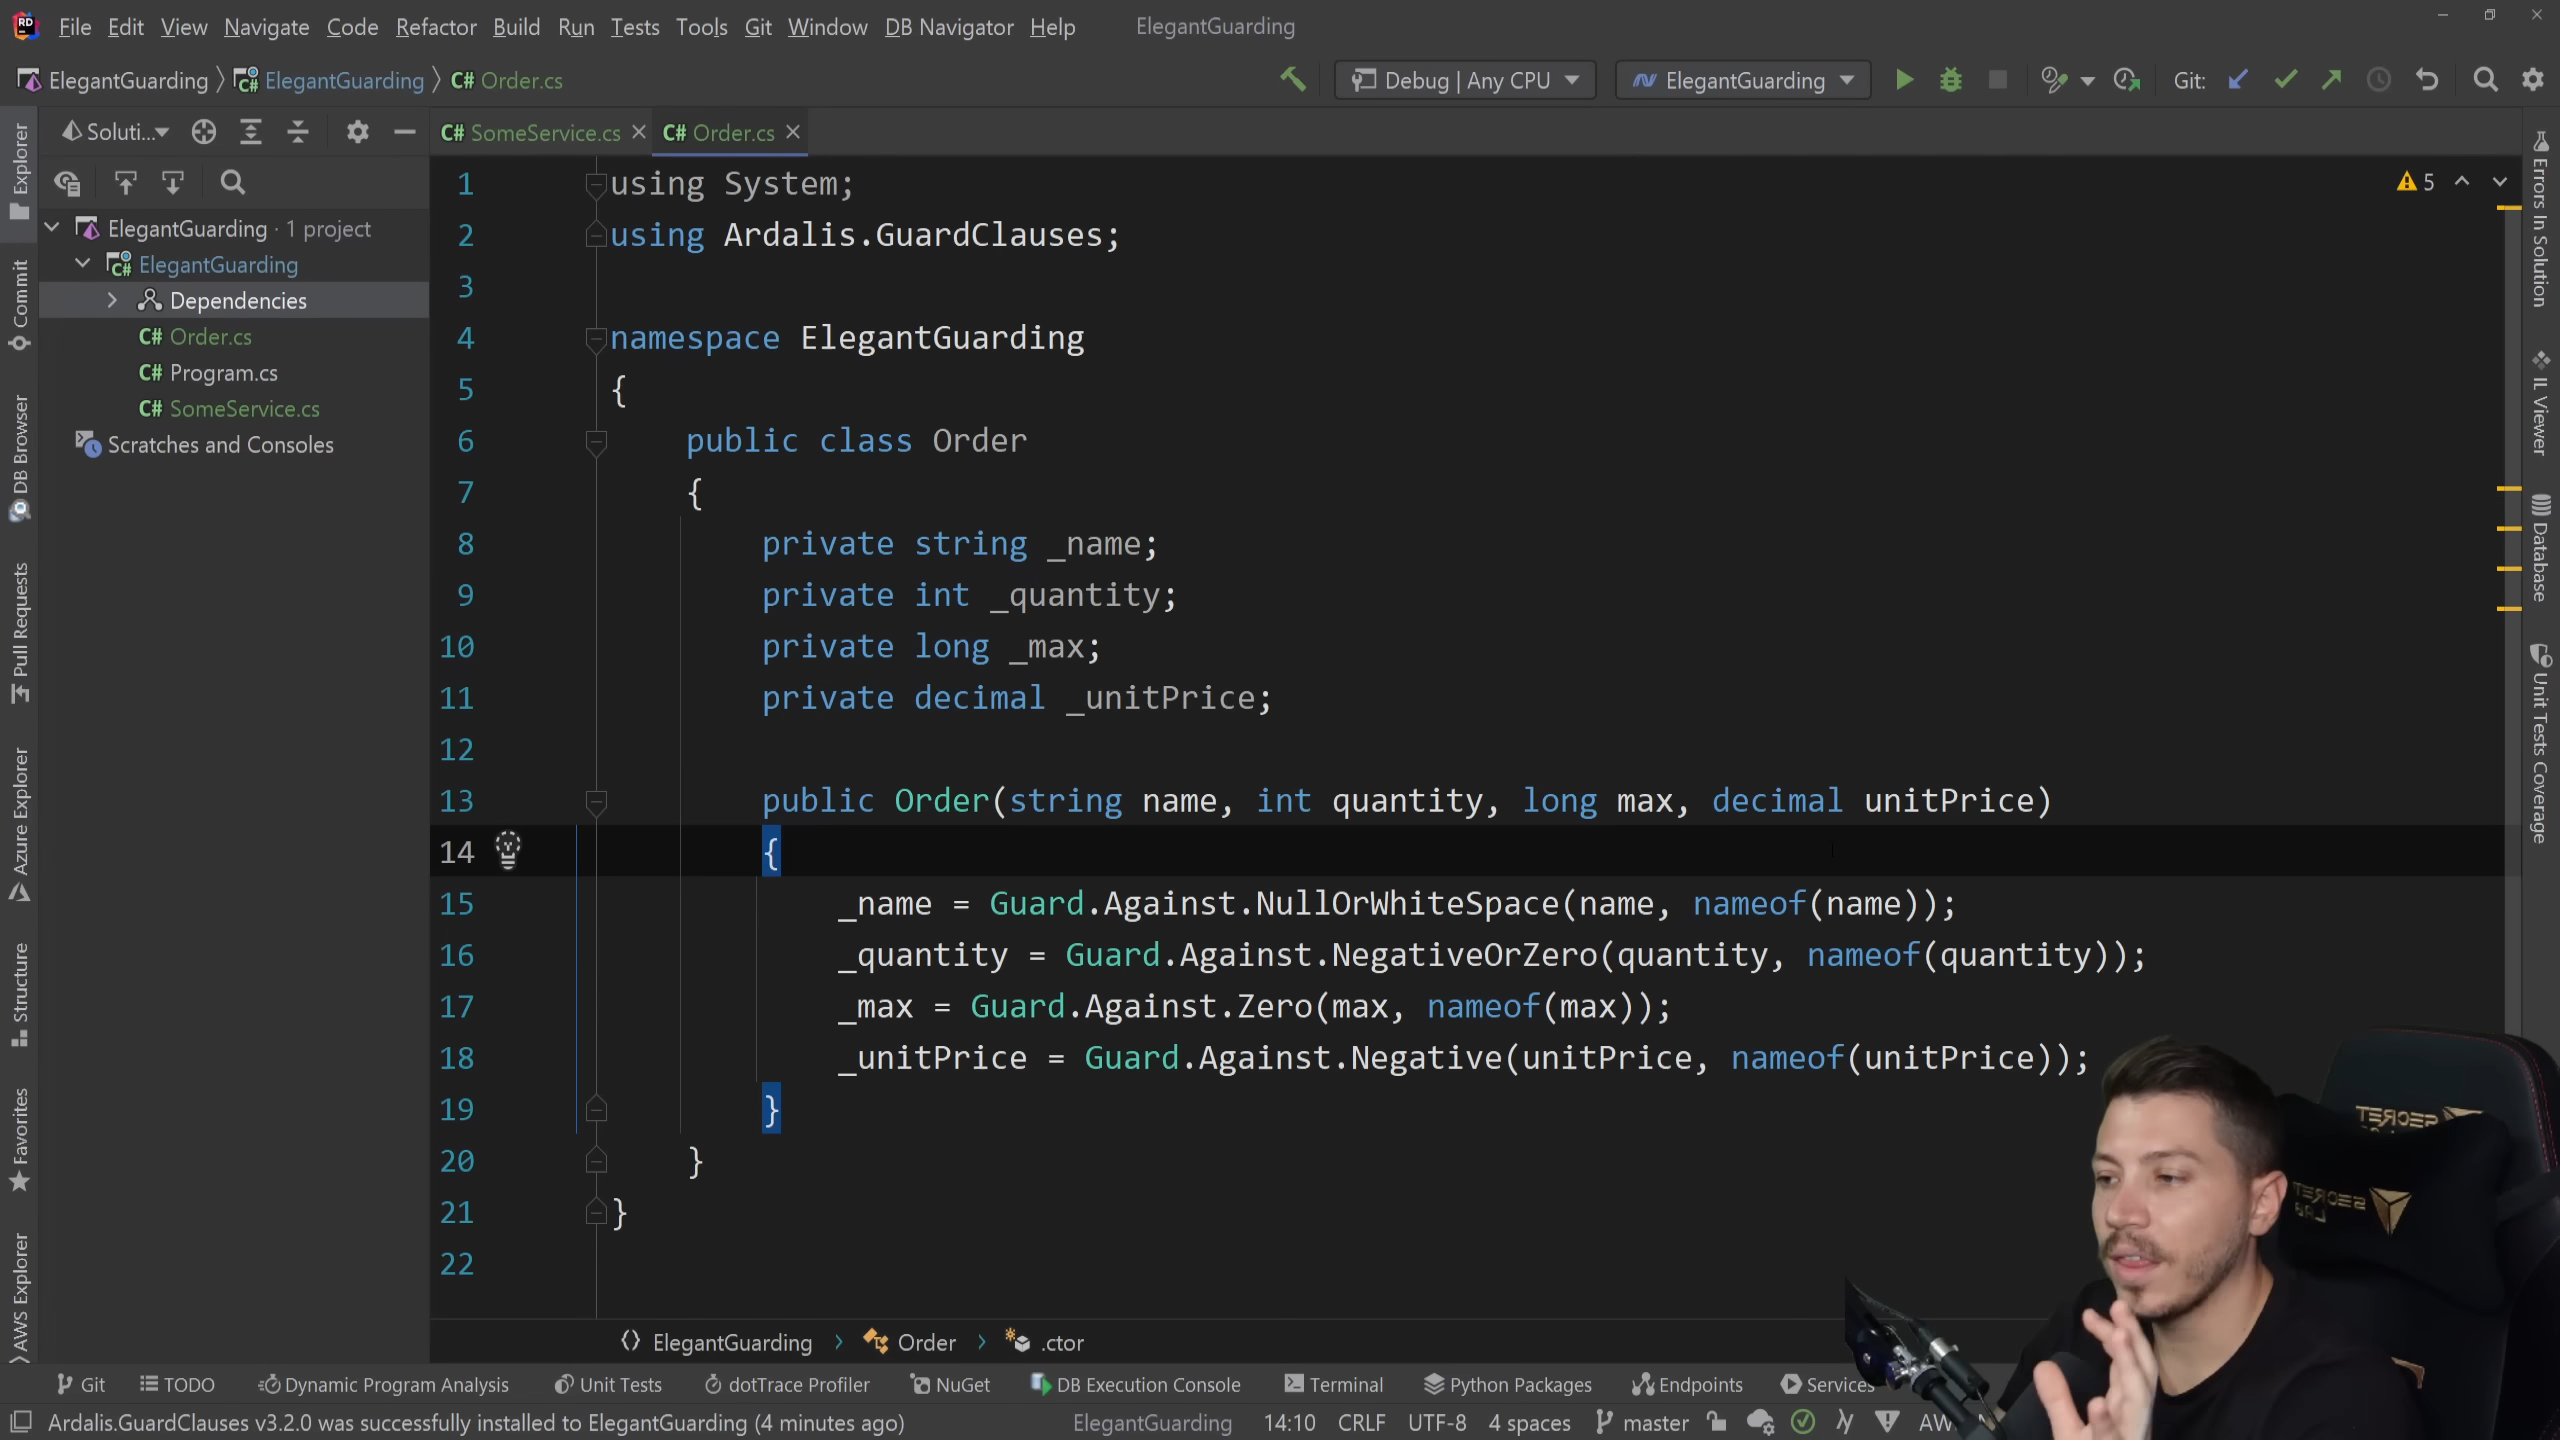 RD File Edit View Navigate Code Refactor Build Run Tests Tools Git Window DB Navigator Help ElegantGuarding
ElegantGuarding ElegantGuarding C# Order.cs Debug | Any CPU ElegantGuarding Git:
Soluti... C# SomeService.cs C# Order.cs
ElegantGuarding · 1 project
ElegantGuarding
Dependencies
C# Order.cs
C# Program.cs
C# SomeService.cs
Scratches and Consoles
Explorer
Commit
DB Browser
Pull Requests
Azure Explorer
Structure
Favorites
AWS Explorer
1 using System;
2 using Ardalis.GuardClauses;
3
4 namespace ElegantGuarding
5 {
6 public class Order
7 {
8 private string _name;
9 private int _quantity;
10 private long _max;
11 private decimal _unitPrice;
12
13 public Order(string name, int quantity, long max, decimal unitPrice)
14 {
15 _name = Guard.Against.NullOrWhiteSpace(name, nameof(name));
16 _quantity = Guard.Against.NegativeOrZero(quantity, nameof(quantity));
17 _max = Guard.Against.Zero(max, nameof(max));
18 _unitPrice = Guard.Against.Negative(unitPrice, nameof(unitPrice));
19 }
20 }
21 }
22
5
Errors In Solution
IL Viewer
Database
Unit Tests Coverage
SECRET
SECRET
LAB
{} ElegantGuarding Order .ctor
Git TODO Dynamic Program Analysis Unit Tests dotTrace Profiler NuGet DB Execution Console Terminal Python Packages Endpoints Services
Ardalis.GuardClauses v3.2.0 was successfully installed to ElegantGuarding (4 minutes ago) ElegantGuarding 14:10 CRLF UTF-8 4 spaces master